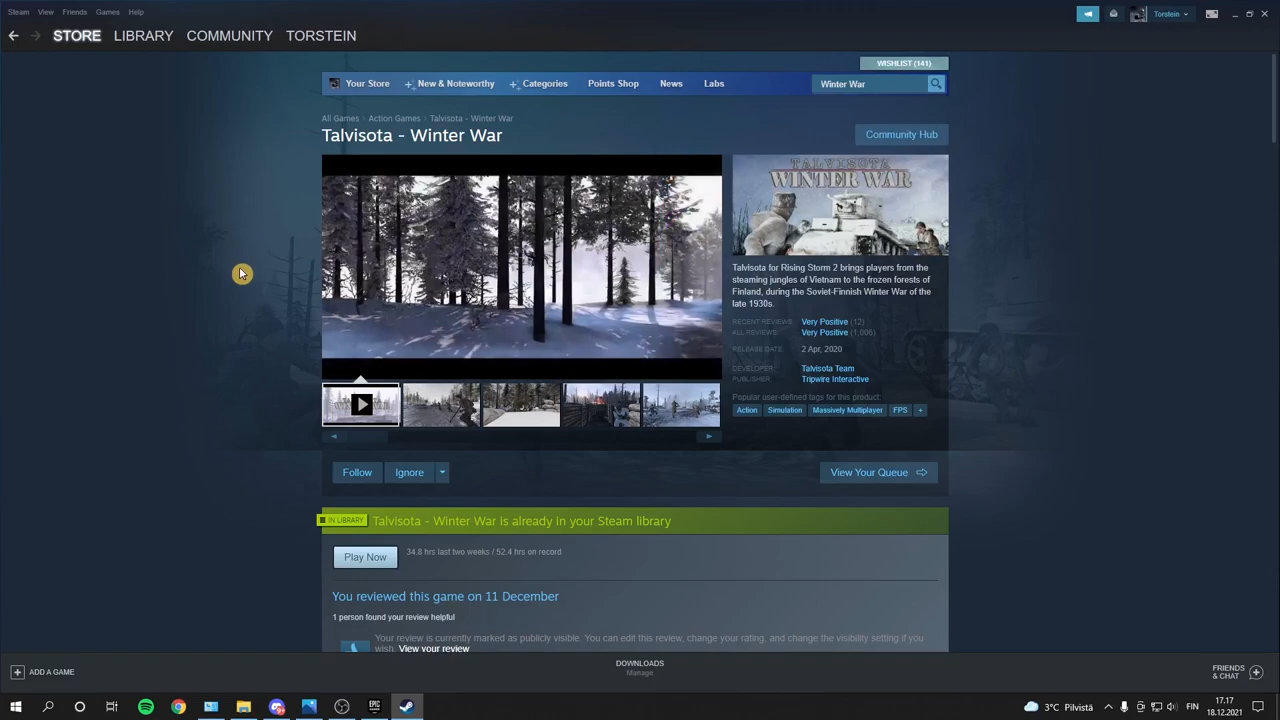 Steam View Friends Games Help
Torstein
STORE LIBRARY COMMUNITY TORSTEIN
WISHLIST (141)
Your Store New & Noteworthy Categories Points Shop News Labs Winter War
All Games > Action Games > Talvisota - Winter War
Talvisota - Winter War
Community Hub
TALVISOTA
WINTER WAR
Talvisota for Rising Storm 2 brings players from the
steaming jungles of Vietnam to the frozen forests of
Finland, during the Soviet-Finnish Winter War of the
late 1930s.
RECENT REVIEWS: Very Positive (12)
ALL REVIEWS: Very Positive (1,006)
RELEASE DATE: 2 Apr, 2020
DEVELOPER: Talvisota Team
PUBLISHER: Tripwire Interactive
Popular user-defined tags for this product:
Action Simulation Massively Multiplayer FPS +
Follow Ignore View Your Queue
IN LIBRARY Talvisota - Winter War is already in your Steam library
Play Now 34.8 hrs last two weeks / 52.4 hrs on record
You reviewed this game on 11 December
1 person found your review helpful
Your review is currently marked as publicly visible. You can edit this review, change your rating, and change the visibility setting if you
wish. View your review
ADD A GAME
DOWNLOADS
Manage
FRIENDS
& CHAT
EPIC
3°C Pilvistä FIN
17.17
18.12.2021